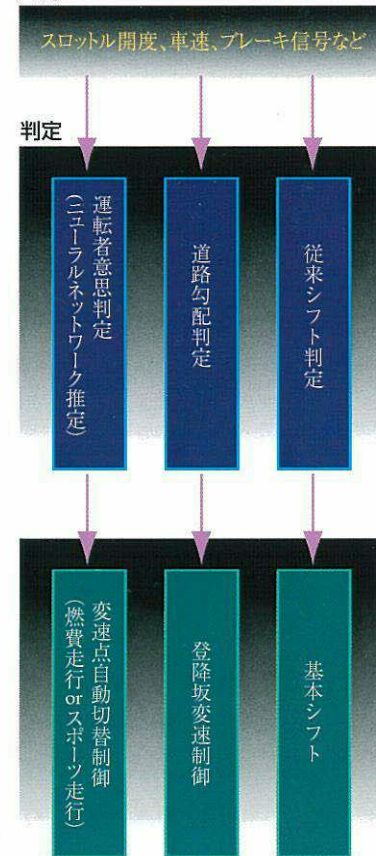 スロットル開度、車速、ブレーキ信号など
判定
運転者意思判定
(ニューラルネットワーク推定)
道路勾配判定
従来シフト判定
変速点自動切替制御
(燃費走行orスポーツ走行)
登降坂変速制御
基本シフト